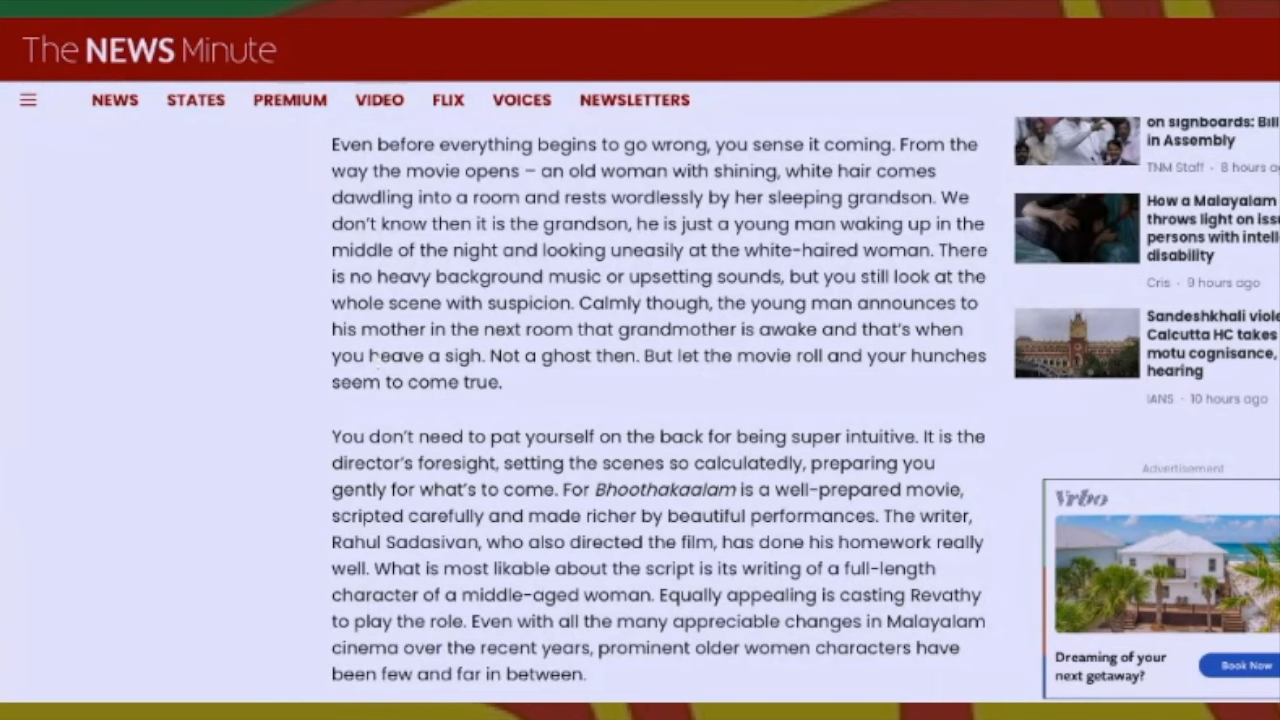 The NEWS Minute
NEWS STATES PREMIUM VIDEO FLIX VOICES NEWSLETTERS
Even before everything begins to go wrong, you sense it coming. From the
way the movie opens – an old woman with shining, white hair comes
dawdling into a room and rests wordlessly by her sleeping grandson. We
don't know then it is the grandson, he is just a young man waking up in the
middle of the night and looking uneasily at the white-haired woman. There
is no heavy background music or upsetting sounds, but you still look at the
whole scene with suspicion. Calmly though, the young man announces to
his mother in the next room that grandmother is awake and that's when
you heave a sigh. Not a ghost then. But let the movie roll and your hunches
seem to come true.
You don't need to pat yourself on the back for being super intuitive. It is the
director's foresight, setting the scenes so calculatedly, preparing you
gently for what's to come. For Bhoothakaalam is a well-prepared movie,
scripted carefully and made richer by beautiful performances. The writer,
Rahul Sadasivan, who also directed the film, has done his homework really
well. What is most likable about the script is its writing of a full-length
character of a middle-aged woman. Equally appealing is casting Revathy
to play the role. Even with all the many appreciable changes in Malayalam
cinema over the recent years, prominent older women characters have
been few and far in between.
on signboards: Bill
in Assembly
TNM Staff · 8 hours
How a Malayalam
throws light on
persons with
disability
Cris · 9 hours ago
Sandeshkhali
Calcutta HC takes
motu cognisance,
hearing
IANS · 10 hours ago
Advertisement
Vrbo
Dreaming of your
next getaway?
Book Now